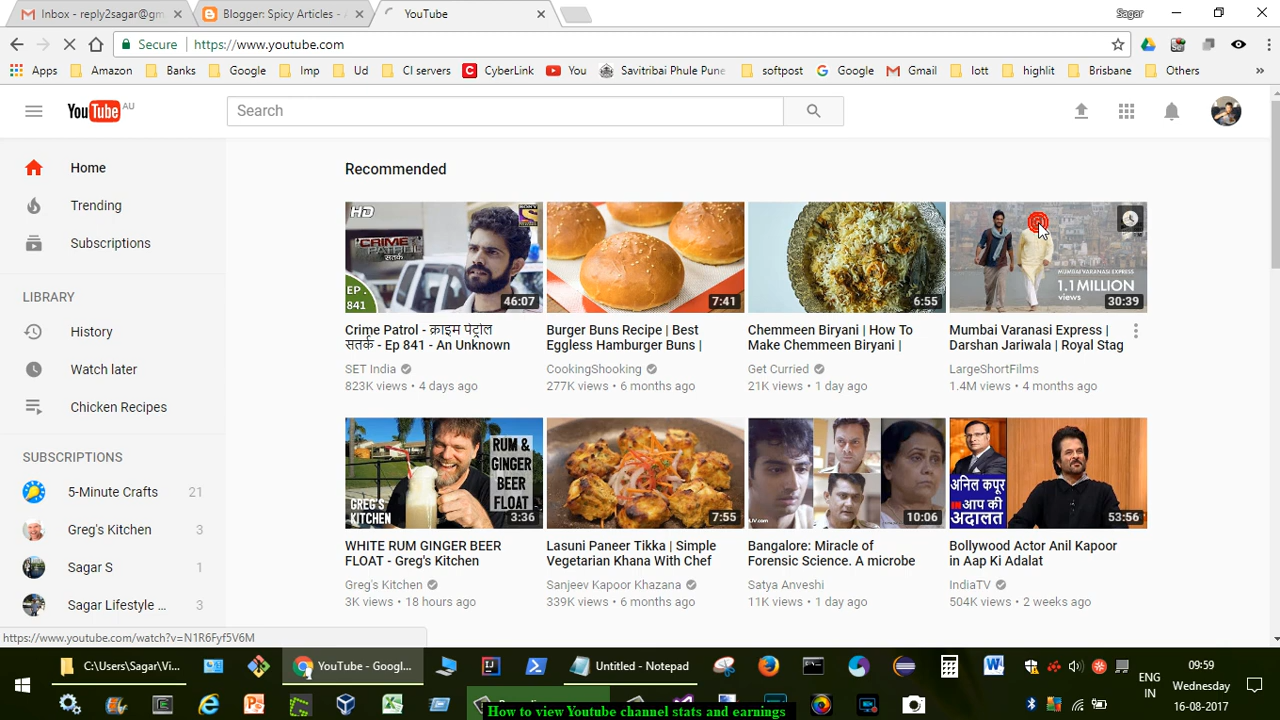 Inbox - reply2sagar@gm
Blogger: Spicy Articles - A
YouTube
Sagar
Secure https://www.youtube.com
Apps Amazon Banks Google Imp Ud CI servers CyberLink You Savitribai Phule Pune softpost Google Gmail lott highlit Brisbane Others »
YouTube AU
Search
Home
Trending
Subscriptions
LIBRARY
History
Watch later
Chicken Recipes
SUBSCRIPTIONS
5-Minute Crafts 21
Greg's Kitchen 3
Sagar S 1
Sagar Lifestyle ... 3
Recommended
HD
CRIME PATROL
सतर्क
EP :
841
46:07
Crime Patrol - क्राइम पेट्रोल
सतर्क - Ep 841 - An Unknown
SET India
823K views • 4 days ago
7:41
Burger Buns Recipe | Best
Eggless Hamburger Buns |
CookingShooking
277K views • 6 months ago
6:55
Chemmeen Biryani | How To
Make Chemmeen Biryani |
Get Curried
21K views • 1 day ago
MUMBAI VARANASI EXPRESS
1.1 MILLION
views
30:39
Mumbai Varanasi Express |
Darshan Jariwala | Royal Stag
LargeShortFilms
1.4M views • 4 months ago
RUM &
GINGER
BEER
FLOAT
GREG'S
KITCHEN
3:36
WHITE RUM GINGER BEER
FLOAT - Greg's Kitchen
Greg's Kitchen
3K views • 18 hours ago
7:55
Lasuni Paneer Tikka | Simple
Vegetarian Khana With Chef
Sanjeev Kapoor Khazana
339K views • 6 months ago
10:06
Bangalore: Miracle of
Forensic Science. A microbe
Satya Anveshi
11K views • 1 day ago
अनिल कपूर
आप की
अदालत
53:56
Bollywood Actor Anil Kapoor
in Aap Ki Adalat
IndiaTV
504K views • 2 weeks ago
https://www.youtube.com/watch?v=N1R6Fyf5V6M
C:\Users\Sagar\Vi...
YouTube - Googl...
Untitled - Notepad
ENG
IN
09:59
Wednesday
16-08-2017
How to view Youtube channel stats and earnings